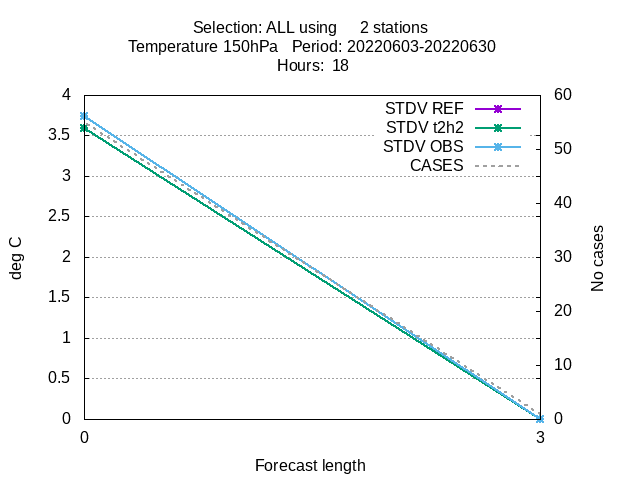 Selection: ALL using 2 stations
Temperature 150hPa Period: 20220603-20220630
Hours: 18
STDV REF
STDV t2h2
STDV OBS
CASES
4
3.5
3
2.5
2
1.5
1
0.5
0
deg C
60
50
40
30
20
10
0
No cases
0
3
Forecast length